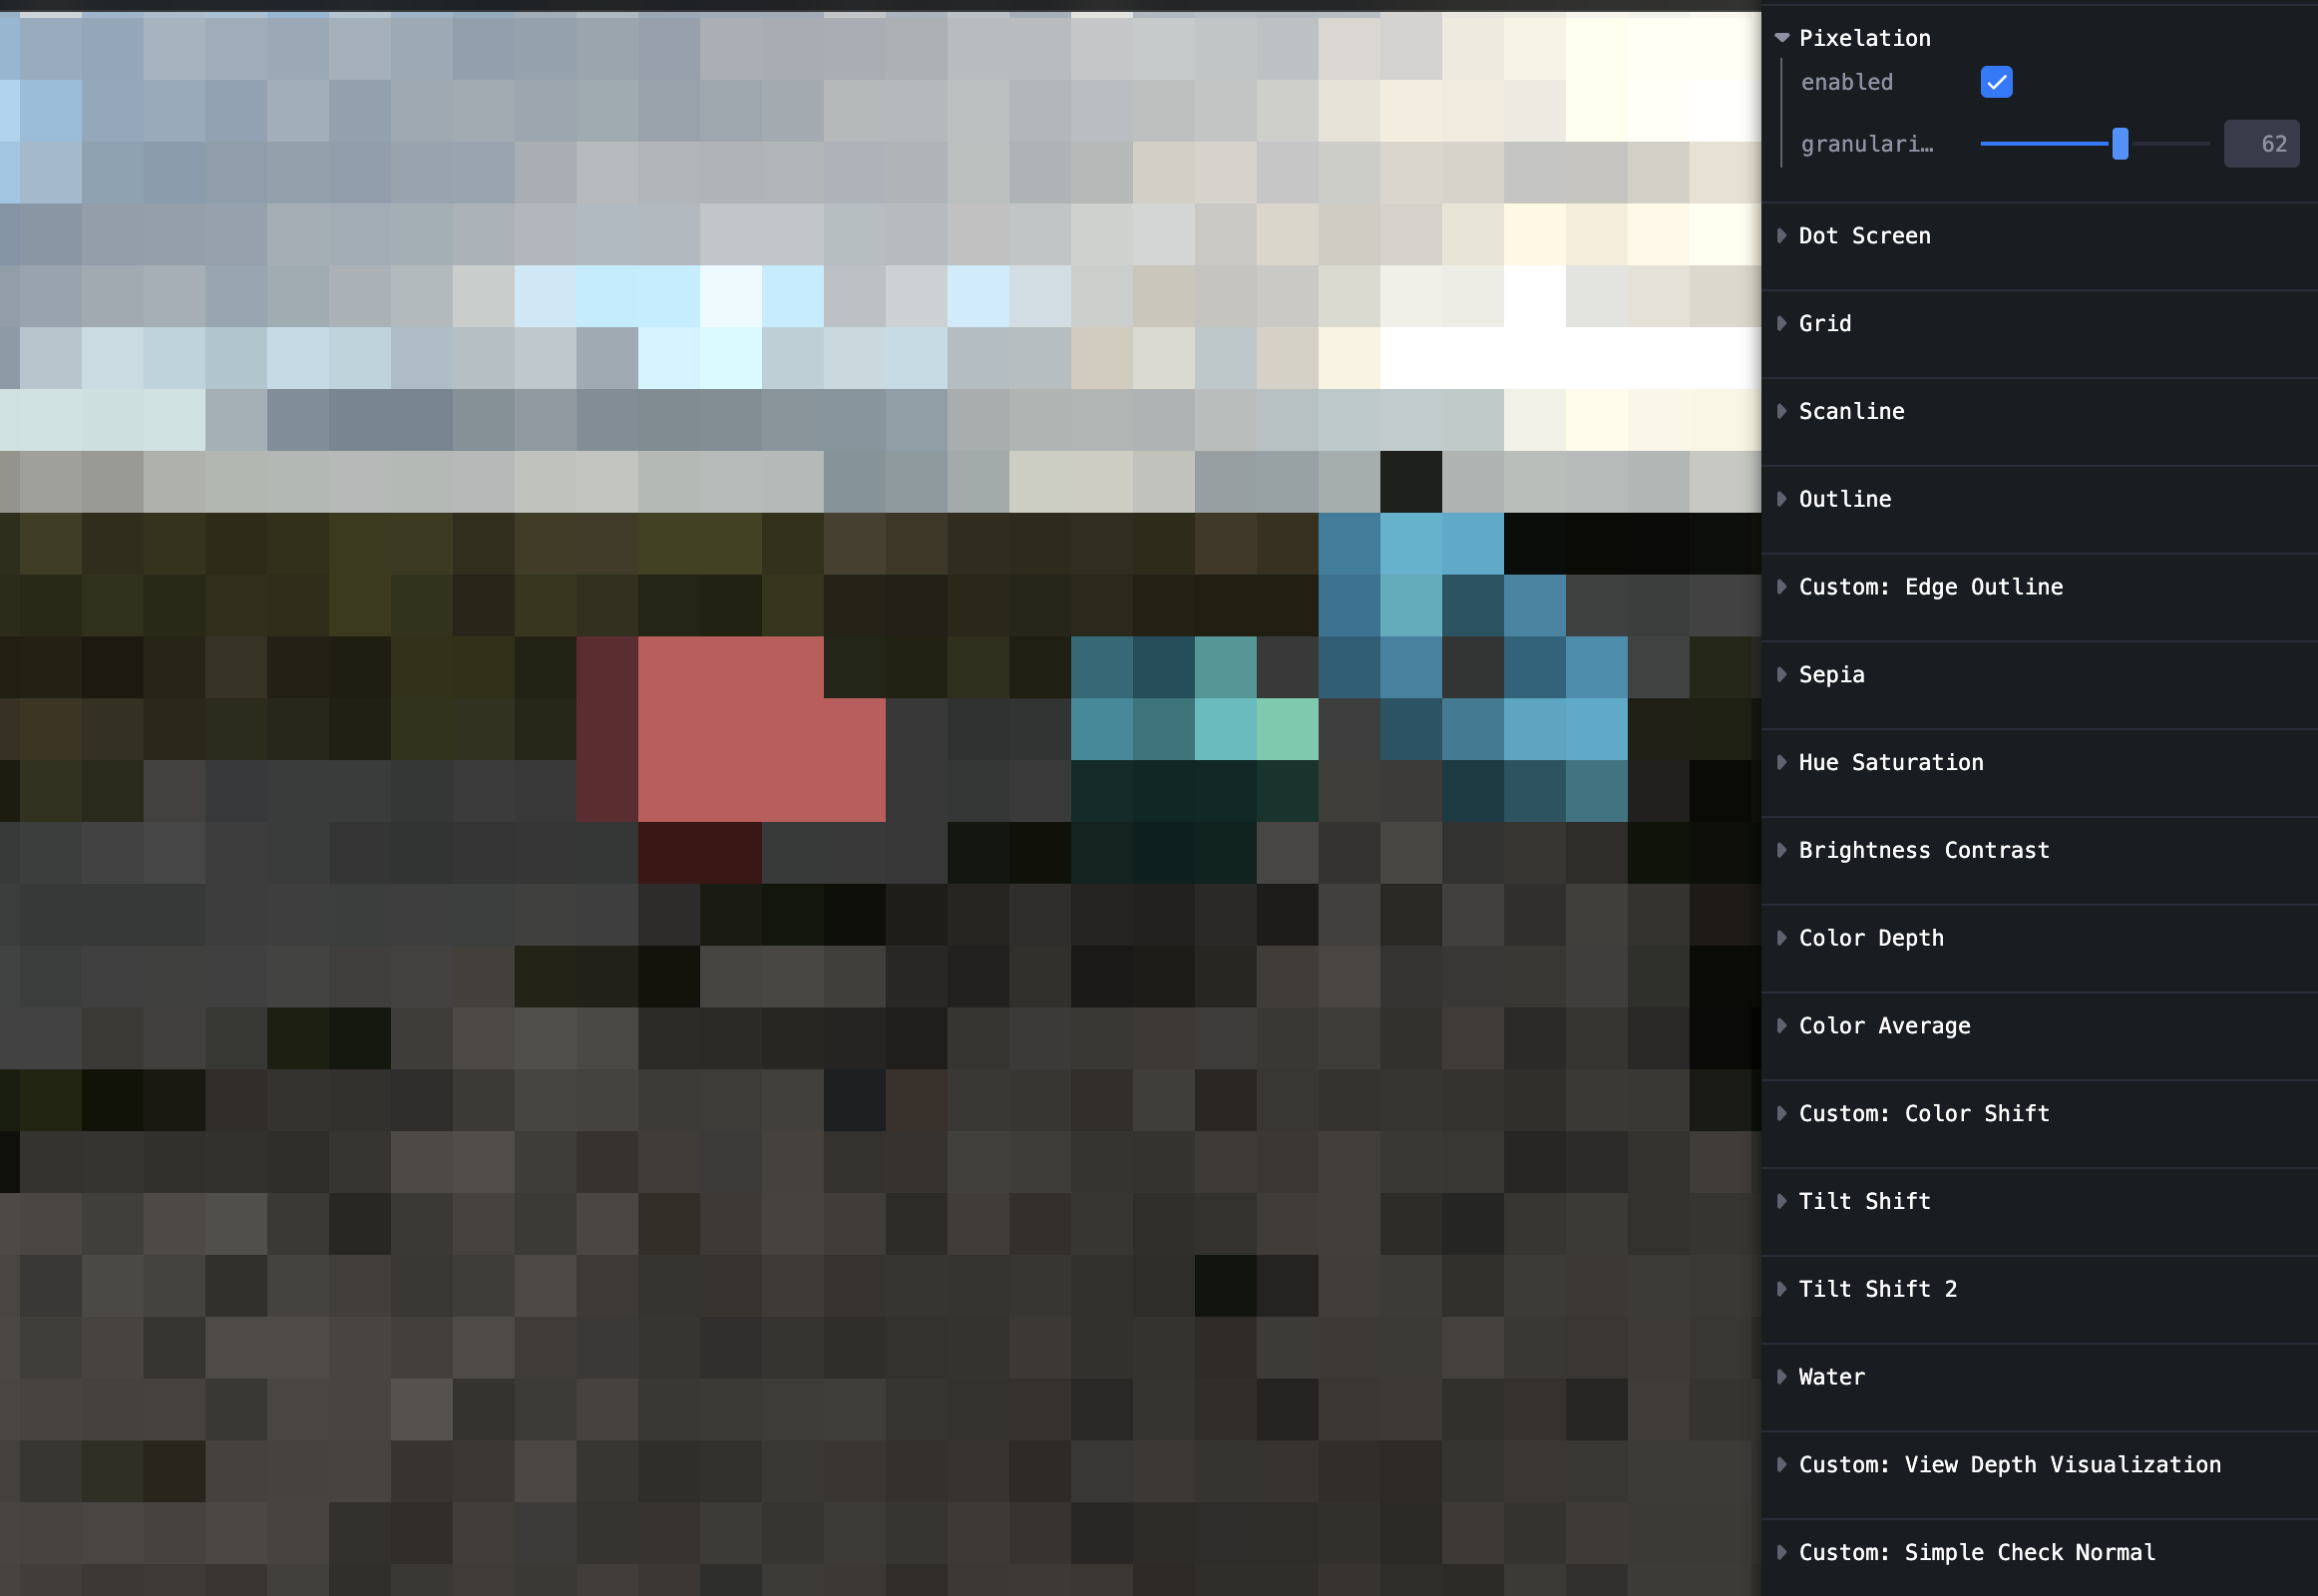 Pixelation
enabled
granulari… 62
Dot Screen
Grid
Scanline
Outline
Custom: Edge Outline
Sepia
Hue Saturation
Brightness Contrast
Color Depth
Color Average
Custom: Color Shift
Tilt Shift
Tilt Shift 2
Water
Custom: View Depth Visualization
Custom: Simple Check Normal